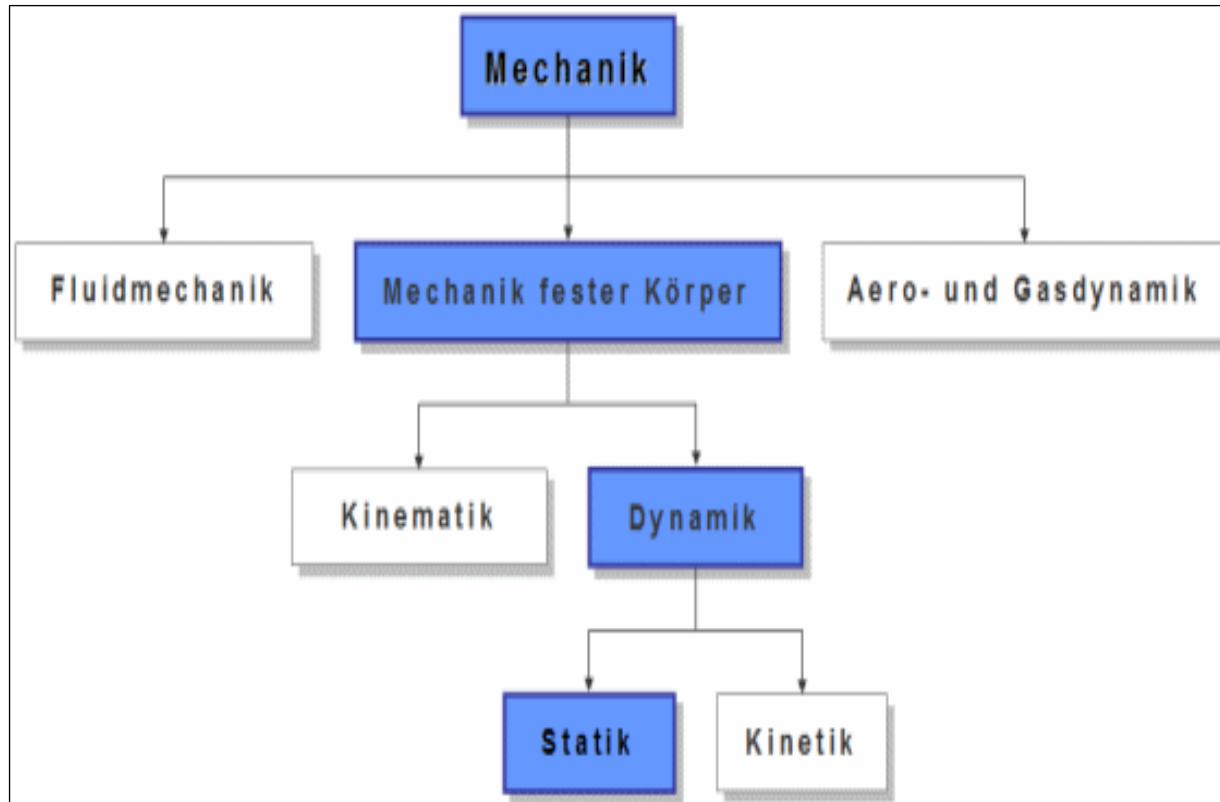 Mechanik
Fluidmechanik
Mechanik fester Körper
Aero- und Gasdynamik
Kinematik
Dynamik
Statik
Kinetik